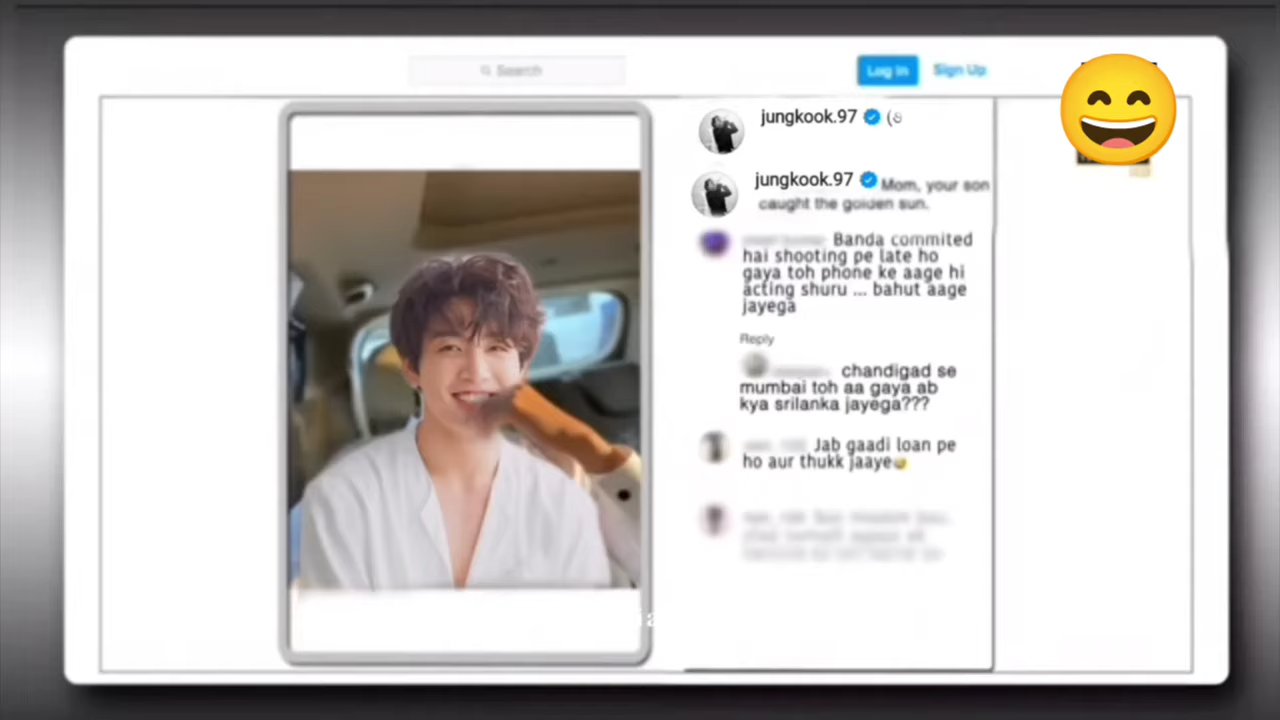 Search
Log in
Sign Up
jungkook.97
jungkook.97 Mom, your son
caught the golden sun.
Banda commited
hai shooting pe late ho
gaya toh phone ke aage hi
acting shuru ... bahut aage
jayega
Reply
chandigad se
mumbai toh aa gaya ab
kya srilanka jayega???
Jab gaadi loan pe
ho aur thukk jaaye😂